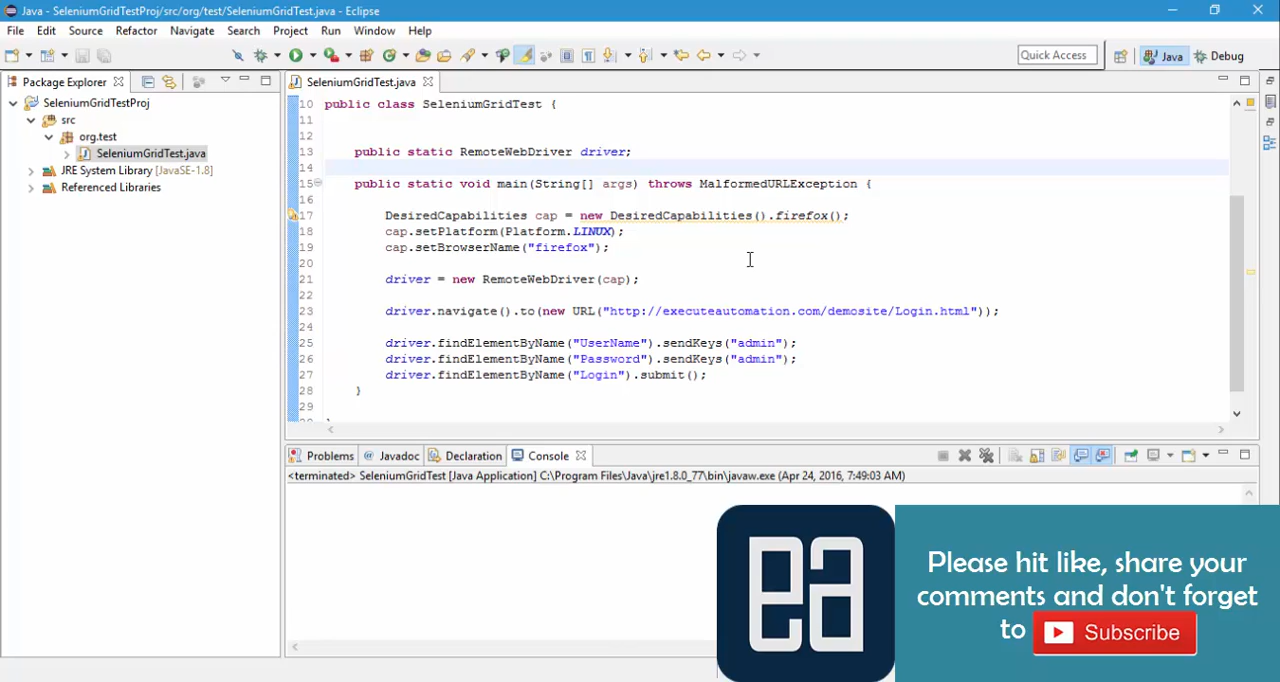 Java - SeleniumGridTestProj/src/org/test/SeleniumGridTest.java - Eclipse
File Edit Source Refactor Navigate Search Project Run Window Help
Quick Access Java Debug
Package Explorer
SeleniumGridTestProj
src
org.test
SeleniumGridTest.java
JRE System Library [JavaSE-1.8]
Referenced Libraries
SeleniumGridTest.java
10 public class SeleniumGridTest {
11
12
13 public static RemoteWebDriver driver;
14
15 public static void main(String[] args) throws MalformedURLException {
16
17 DesiredCapabilities cap = new DesiredCapabilities().firefox();
18 cap.setPlatform(Platform.LINUX);
19 cap.setBrowserName("firefox");
20
21 driver = new RemoteWebDriver(cap);
22
23 driver.navigate().to(new URL("http://executeautomation.com/demosite/Login.html"));
24
25 driver.findElementByName("UserName").sendKeys("admin");
26 driver.findElementByName("Password").sendKeys("admin");
27 driver.findElementByName("Login").submit();
28 }
29
Problems @ Javadoc Declaration Console
<terminated> SeleniumGridTest [Java Application] C:\Program Files\Java\jre1.8.0_77\bin\javaw.exe (Apr 24, 2016, 7:49:03 AM)
ea
Please hit like, share your
comments and don't forget
to Subscribe